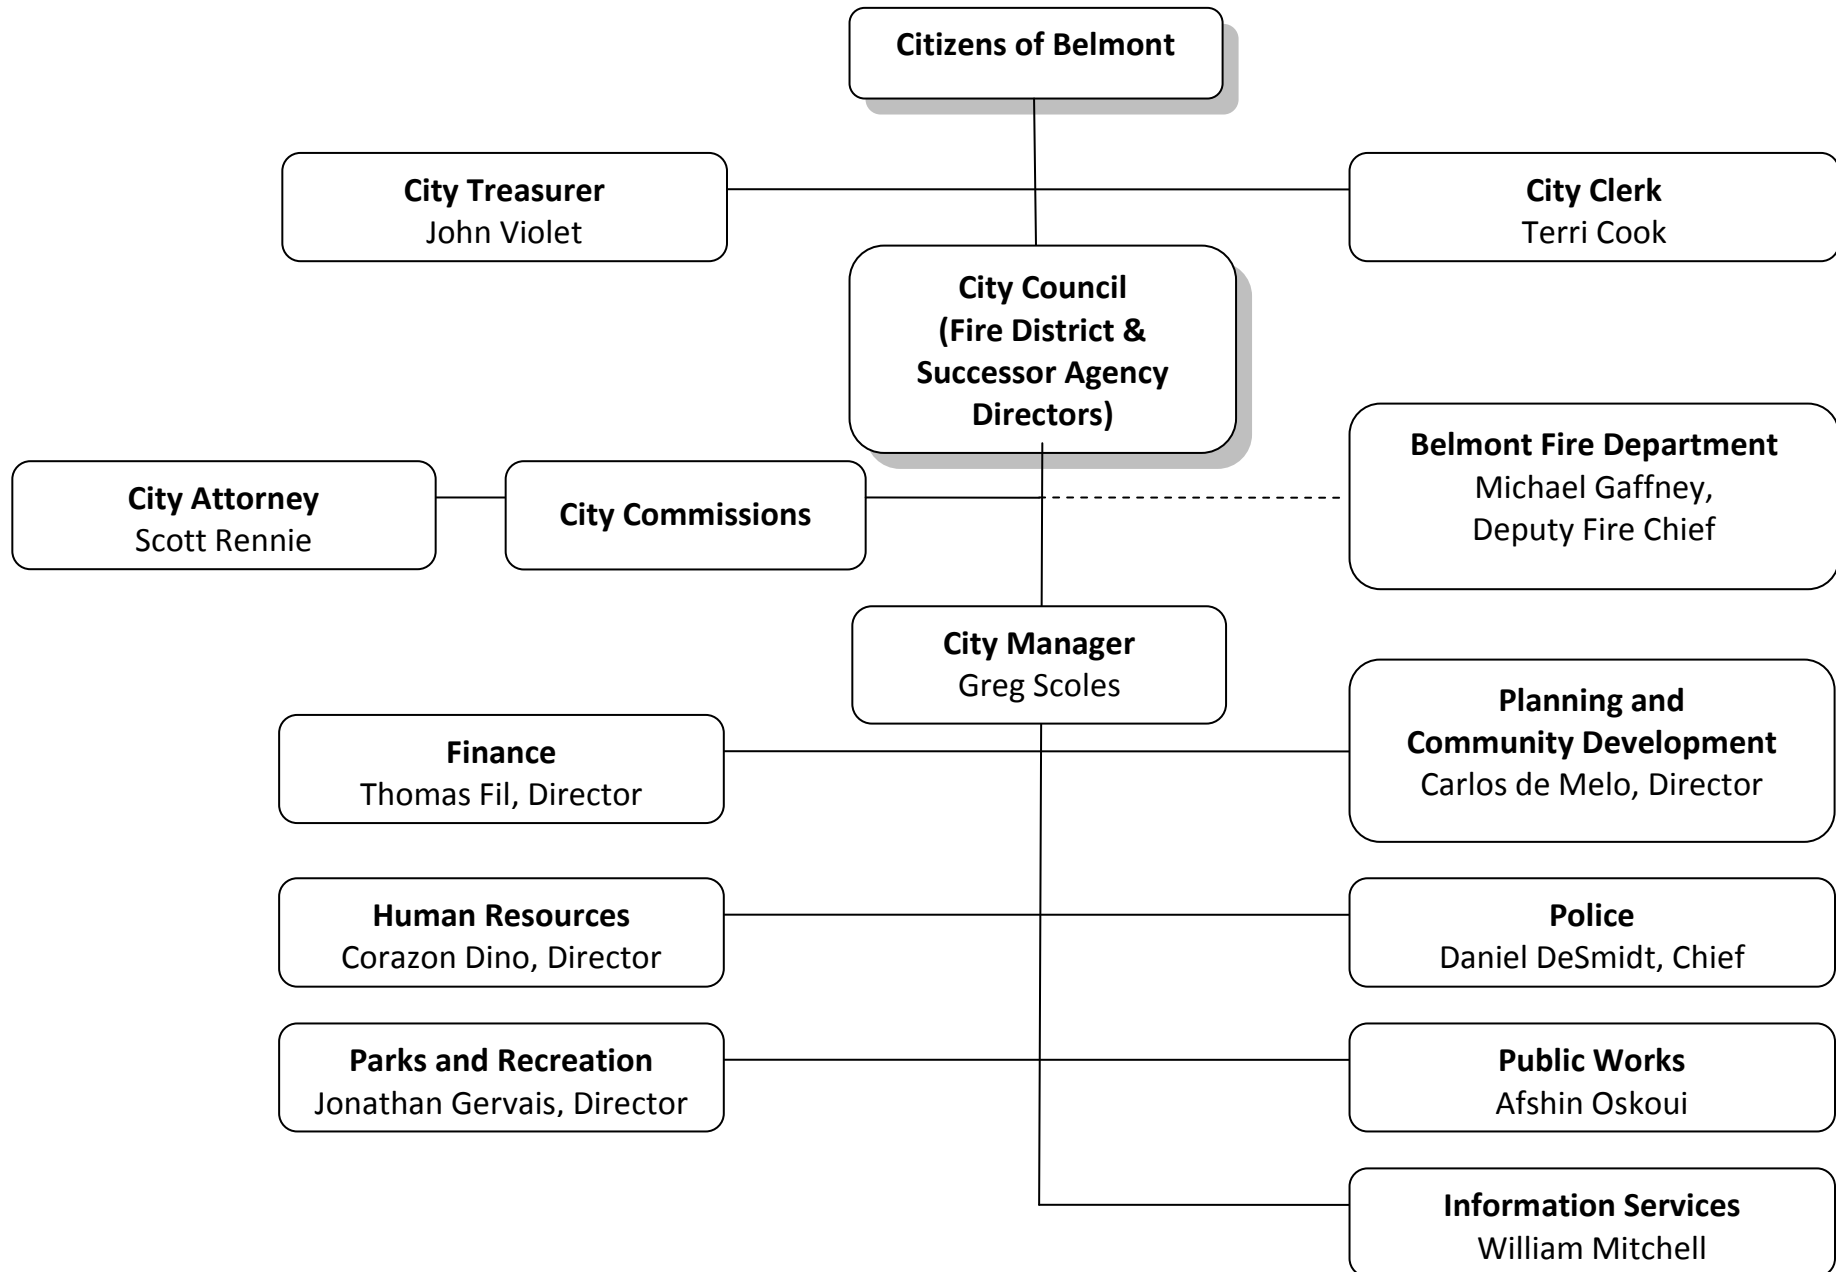 Citizens of Belmont
City Treasurer
John Violet
City Clerk
Terri Cook
City Council
(Fire District &
Successor Agency
Directors)
City Attorney
Scott Rennie
City Commissions
Belmont Fire Department
Michael Gaffney,
Deputy Fire Chief
City Manager
Greg Scoles
Finance
Thomas Fil, Director
Planning and
Community Development
Carlos de Melo, Director
Human Resources
Corazon Dino, Director
Police
Daniel DeSmidt, Chief
Parks and Recreation
Jonathan Gervais, Director
Public Works
Afshin Oskoui
Information Services
William Mitchell